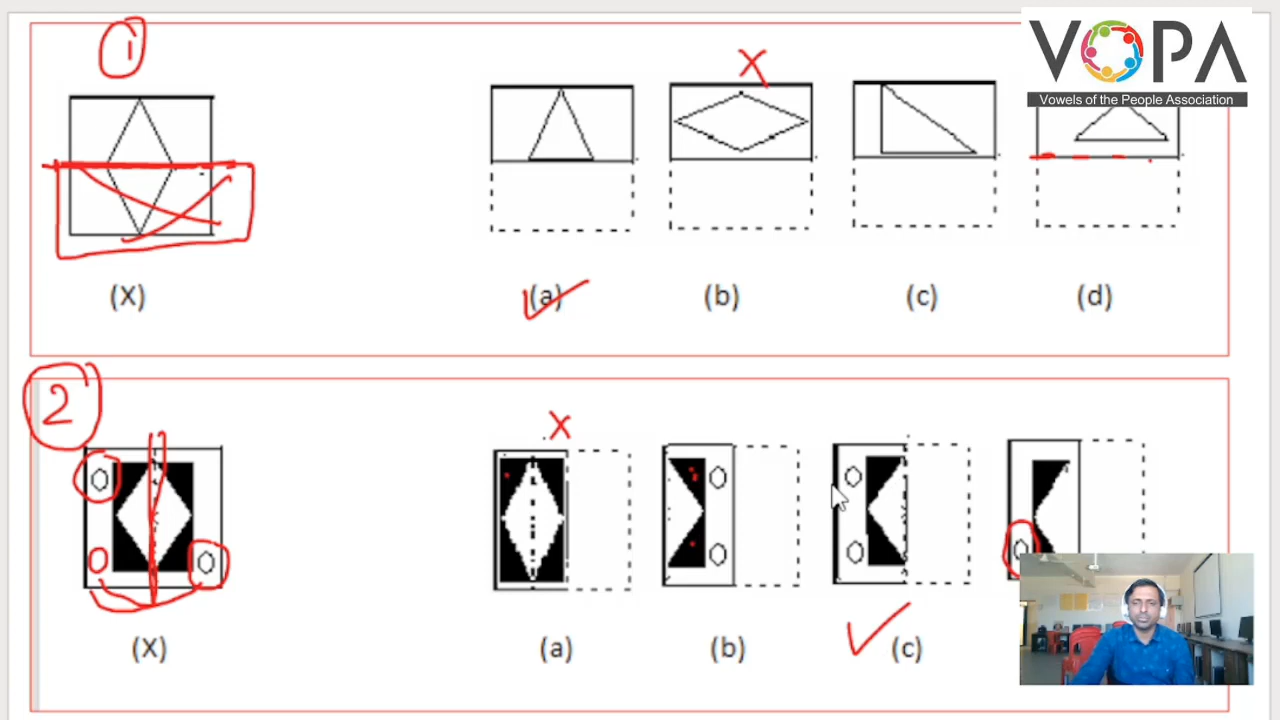 1
X
VOPA
Vowels of the People Association
(X) (a) (b) (c) (d)
2
X
(X) (a) (b) (c)